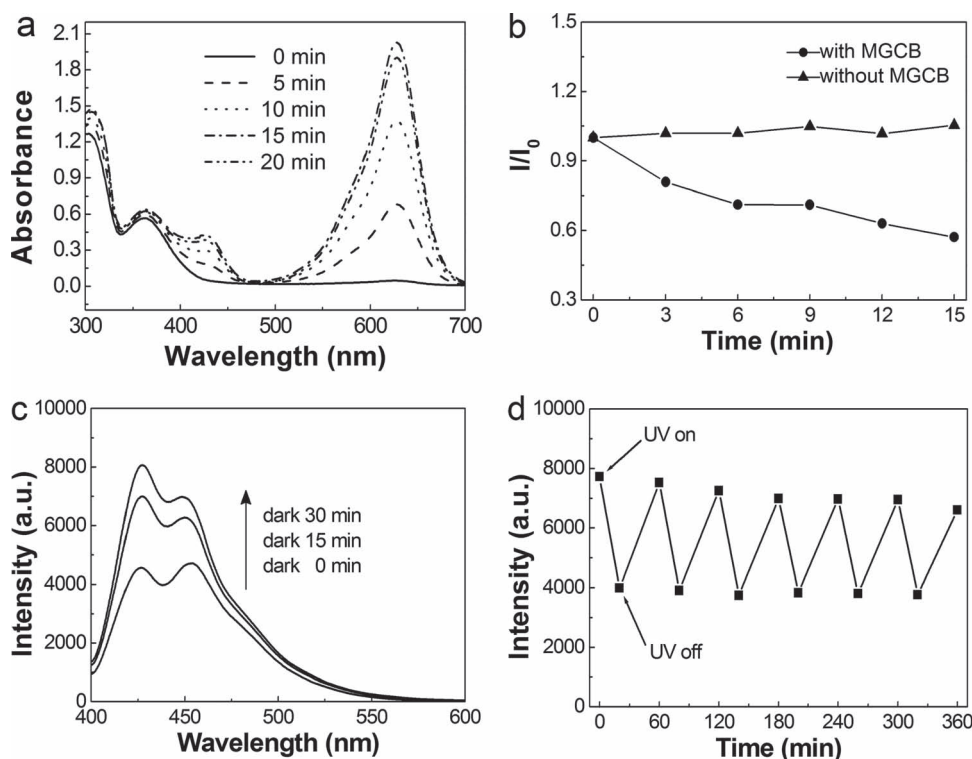 a
2.1
1.8
1.5
1.2
0.9
0.6
0.3
0.0
Absorbance
0 min
5 min
10 min
15 min
20 min
300 400 500 600 700
Wavelength (nm)
b
1.5
1.2
0.9
0.6
0.3
I/I0
with MGCB
without MGCB
0 3 6 9 12 15
Time (min)
c
10000
8000
6000
4000
2000
0
Intensity (a.u.)
dark 30 min
dark 15 min
dark 0 min
400 450 500 550 600
Wavelength (nm)
d
10000
8000
6000
4000
2000
0
Intensity (a.u.)
UV on
UV off
0 60 120 180 240 300 360
Time (min)